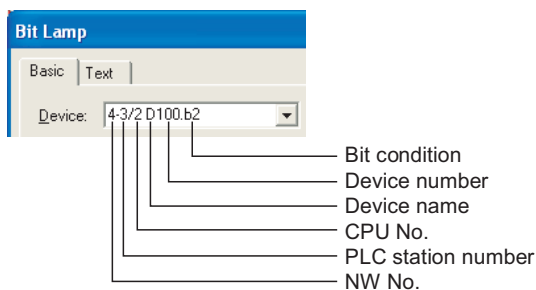 Bit Lamp
Basic Text
Device: 4-3/2 D100.b2
Bit condition
Device number
Device name
CPU No.
PLC station number
NW No.